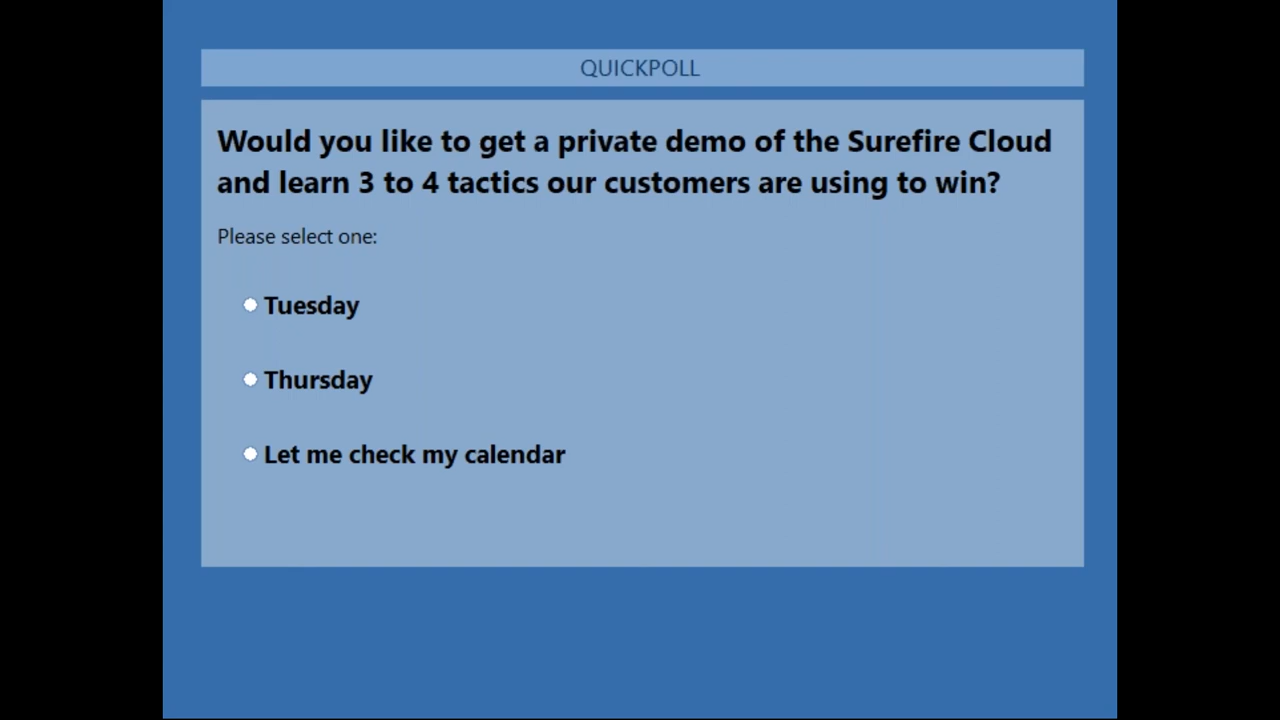 QUICKPOLL
Would you like to get a private demo of the Surefire Cloud
and learn 3 to 4 tactics our customers are using to win?
Please select one:
Tuesday
Thursday
Let me check my calendar